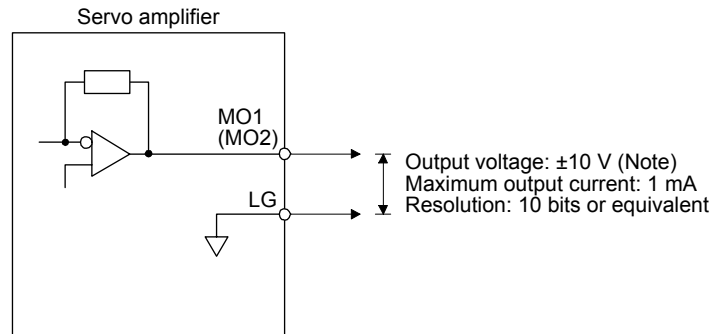 Servo amplifier
MO1
(MO2)
LG
Output voltage: ±10 V (Note)
Maximum output current: 1 mA
Resolution: 10 bits or equivalent